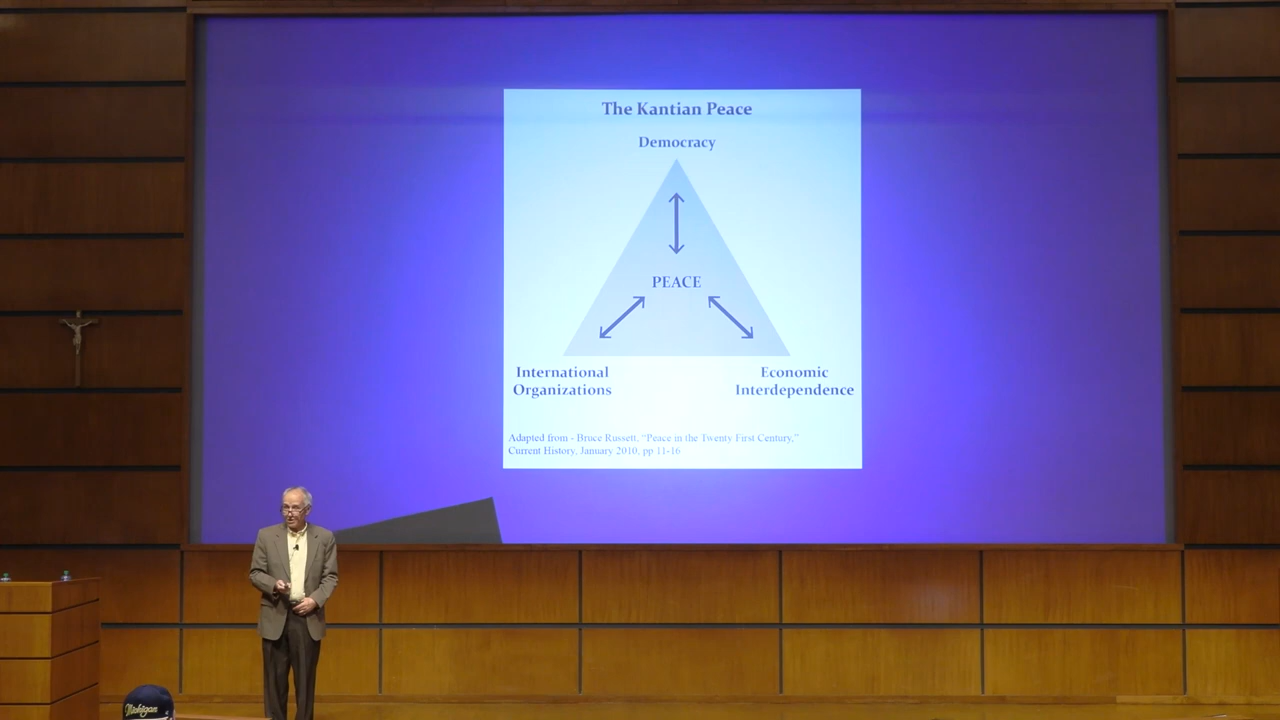 The Kantian Peace
Democracy
PEACE
International
Organizations
Economic
Interdependence
Adapted from - Bruce Russett, "Peace in the Twenty First Century,"
Current History, January 2010, pp 11-16
Michigan